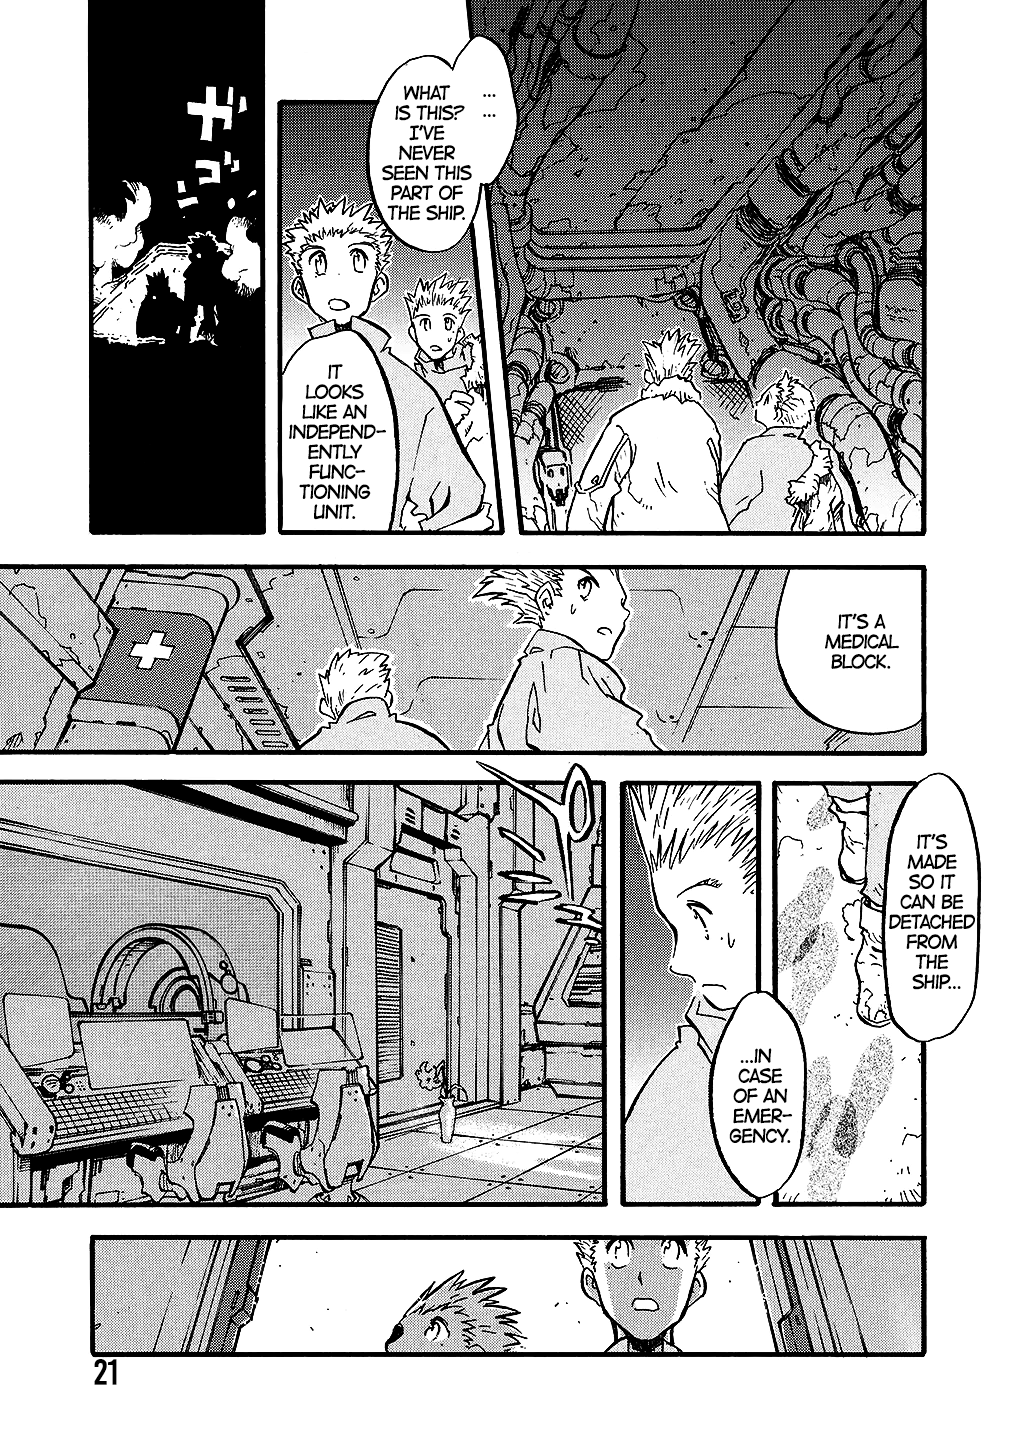 ...
...
WHAT
IS THIS?
I'VE
NEVER
SEEN THIS
PART OF
THE SHIP.
IT
LOOKS
LIKE AN
INDEPEND-
ENTLY
FUNC-
TIONING
UNIT.
ガ
コ
IT'S A
MEDICAL
BLOCK.
IT'S
MADE
SO IT
CAN BE
DETACHED
FROM
THE
SHIP...
...IN
CASE
OF AN
EMER-
GENCY.
21